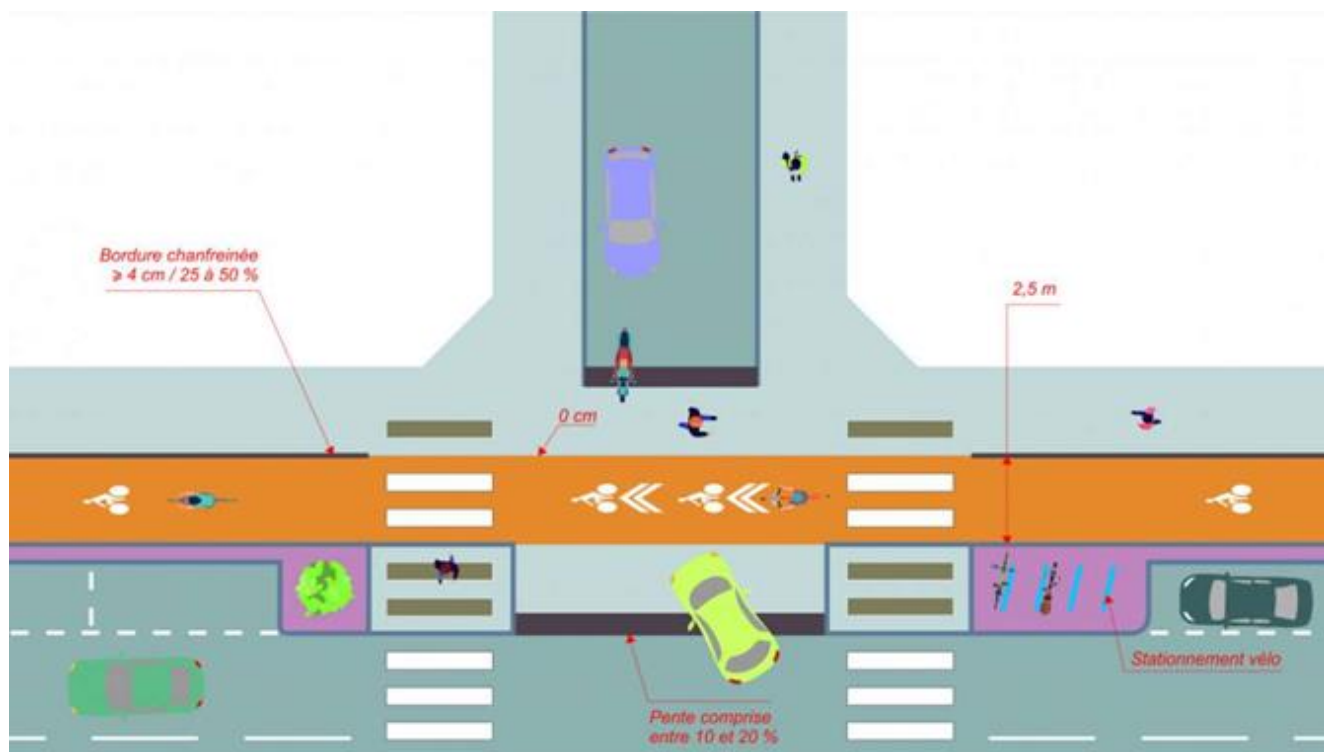 Bordure chanfreinée
⩾ 4 cm / 25 à 50 %
2,5 m
0 cm
Stationnement vélo
Pente comprise
entre 10 et 20 %